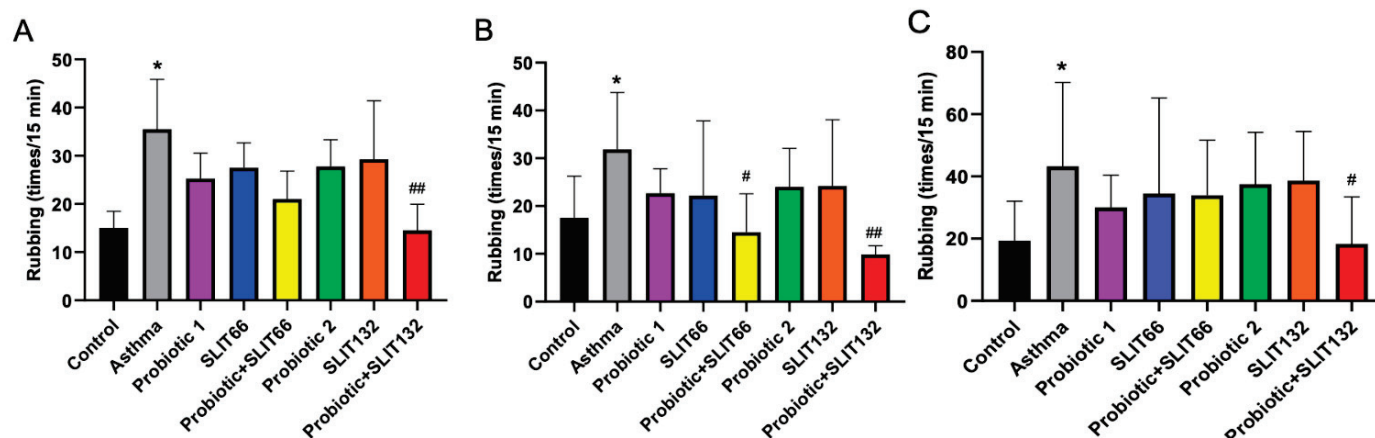 A
Rubbing (times/15 min)
50
40
30
20
10
0
*
##
Control
Asthma
Probiotic 1
SLIT66
Probiotic+SLIT66
Probiotic 2
SLIT132
Probiotic+SLIT132
B
Rubbing (times/15 min)
50
40
30
20
10
0
*
#
##
Control
Asthma
Probiotic 1
SLIT66
Probiotic+SLIT66
Probiotic 2
SLIT132
Probiotic+SLIT132
C
Rubbing (times/15 min)
80
60
40
20
0
*
#
Control
Asthma
Probiotic 1
SLIT66
Probiotic+SLIT66
Probiotic 2
SLIT132
Probiotic+SLIT132